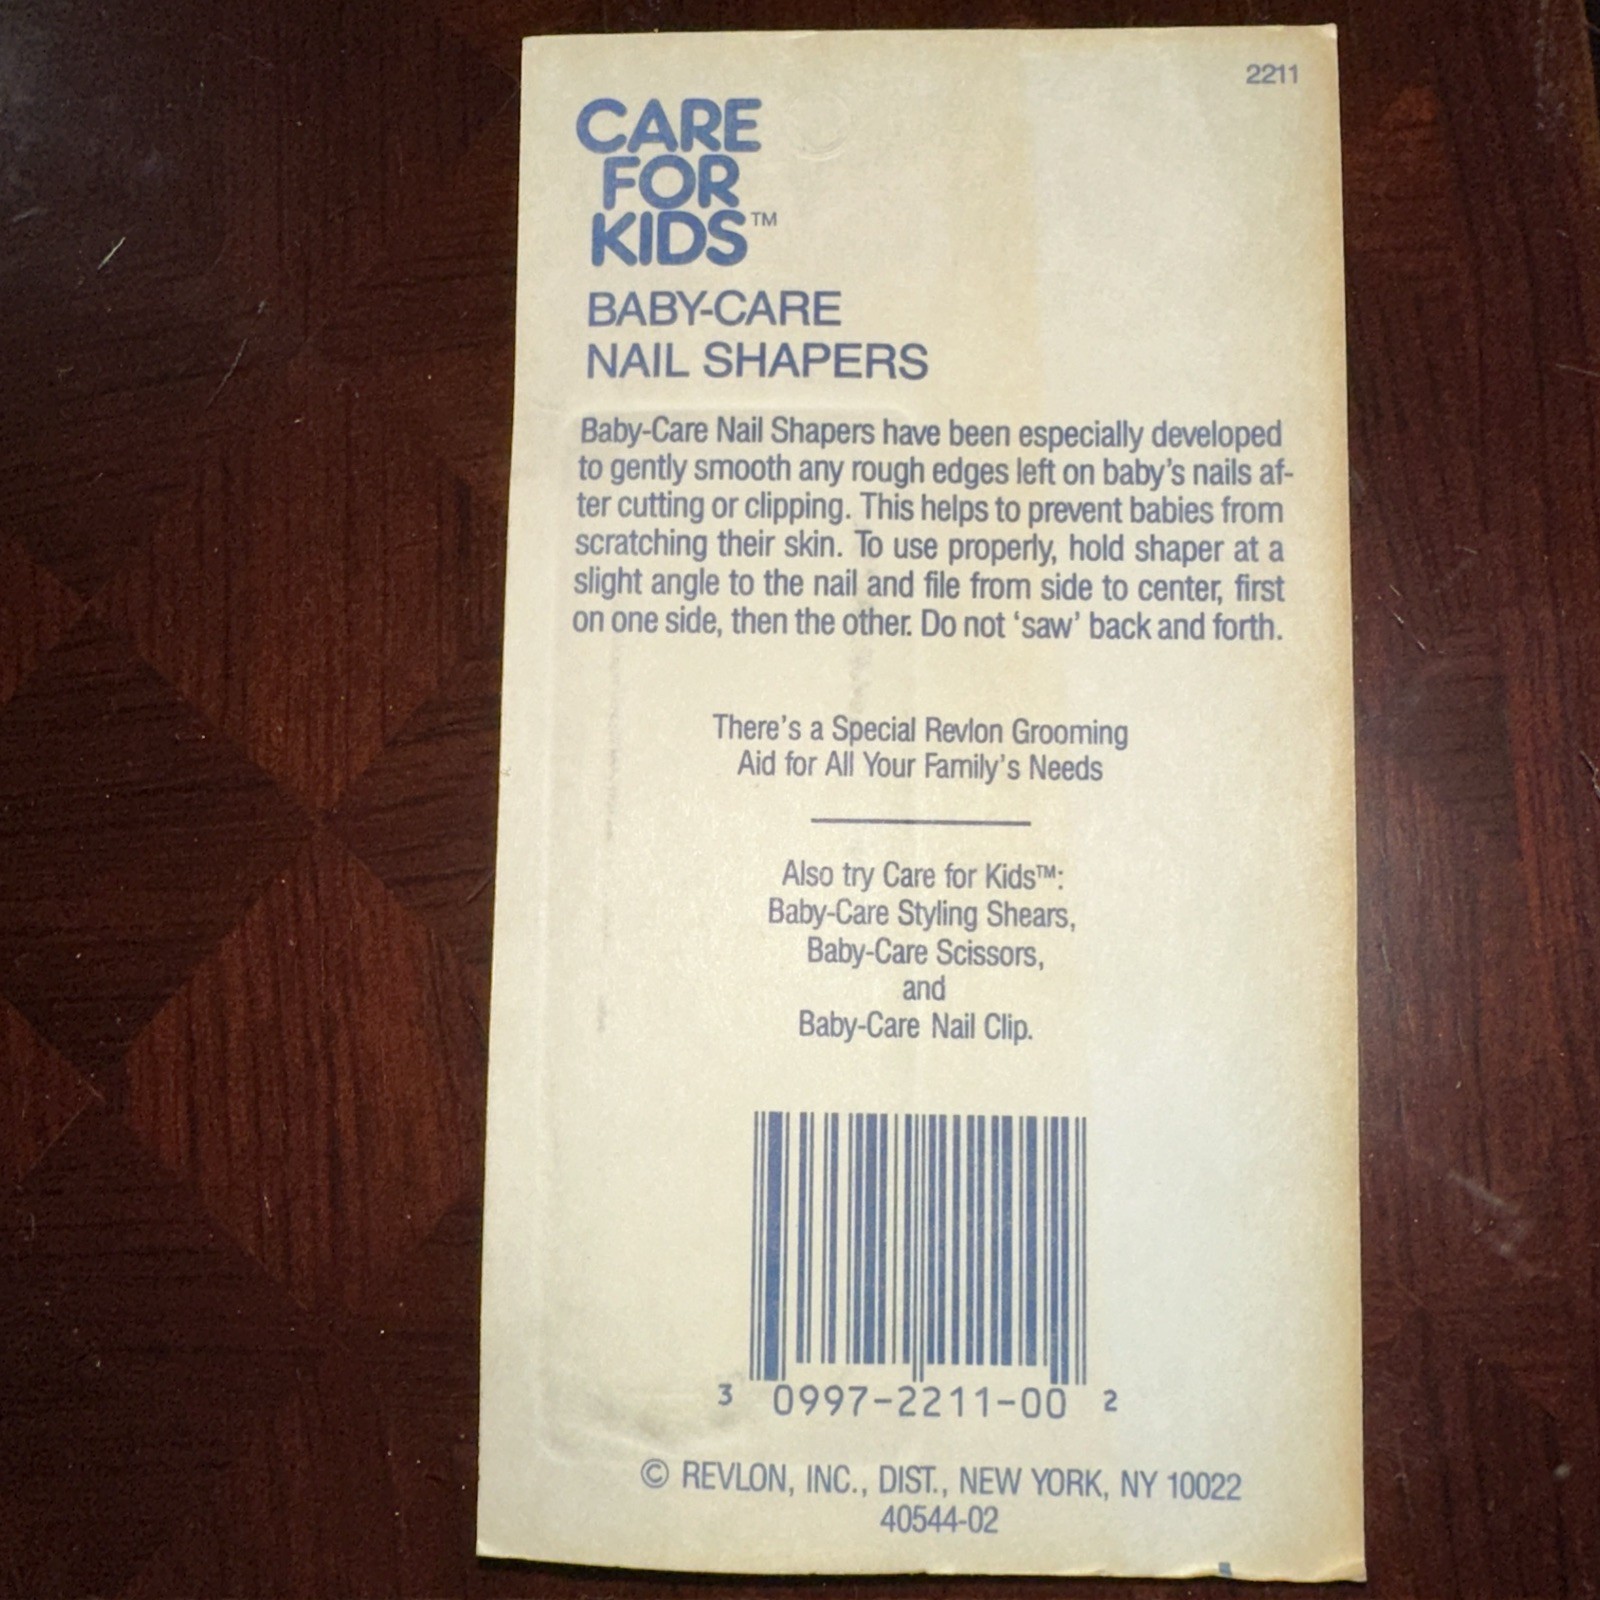 2211
CARE
FOR
KIDS™
BABY-CARE
NAIL SHAPERS
Baby-Care Nail Shapers have been especially developed
to gently smooth any rough edges left on baby's nails af-
ter cutting or clipping. This helps to prevent babies from
scratching their skin. To use properly, hold shaper at a
slight angle to the nail and file from side to center, first
on one side, then the other. Do not 'saw' back and forth.
There's a Special Revlon Grooming
Aid for All Your Family's Needs
Also try Care for Kids™:
Baby-Care Styling Shears,
Baby-Care Scissors,
and
Baby-Care Nail Clip.
3 0997-2211-00 2
© REVLON, INC., DIST., NEW YORK, NY 10022
40544-02